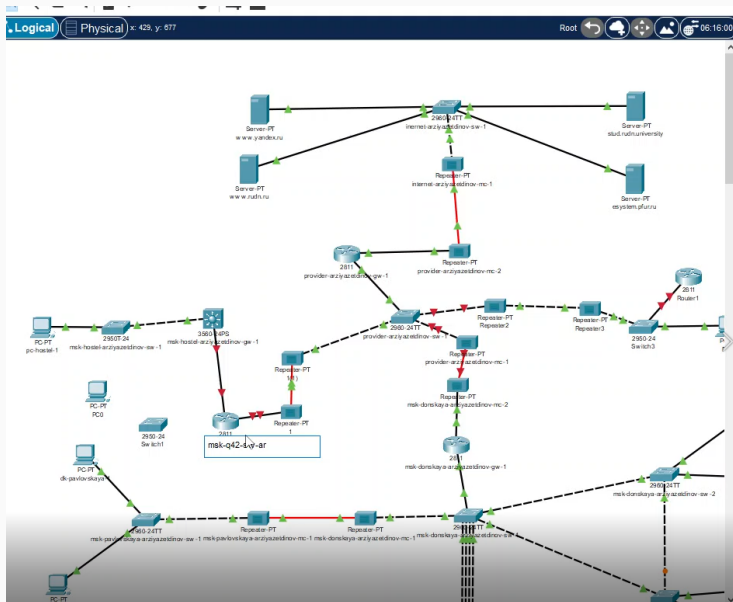 Logical Physical x: 429, y: 677 Root 06:16:00
Server-PT
www.yandex.ru
2960-24TT
Server-PT
stud.rudn.university
Server-PT
www.rudn.ru
Repeater-PT
internet-arziyazetdinov-mc-1
Server-PT
esystem.pfur.ru
2811
provider-arziyazetdinov-gw-1
Repeater-PT
provider-arziyazetdinov-mc-2
2811
Router1
PC-PT
pc-hostel-1
2950T-24
msk-hostel-arziyazetdinov-sw-1
3560-24PS
msk-hostel-arziyazetdinov-gw-1
2960-24TT
provider-arziyazetdinov-sw-1
Repeater-PT
Repeater2
Repeater-PT
Repeater3
2950-24
Switch3
Repeater-PT
Repeater-PT
provider-arziyazetdinov-mc-1
PC-PT
PC0
2950-24
Switch1
2811
msk-q42-
Repeater-PT
1
Repeater-PT
msk-donskaya-arziyazetdinov-mc-2
PC-PT
dk-pavlovskaya-
2811
msk-donskaya-arziyazetdinov-gw-1
2960-24TT
msk-donskaya-arziyazetdinov-sw-2
2960-24TT
msk-pavlovskaya-arziyazetdinov-sw-1
Repeater-PT
msk-pavlovskaya-arziyazetdinov-mc-1
Repeater-PT
msk-donskaya-arziyazetdinov-mc-1
2960-24TT
msk-donskaya-arziyazetdinov-sw-
PC-PT